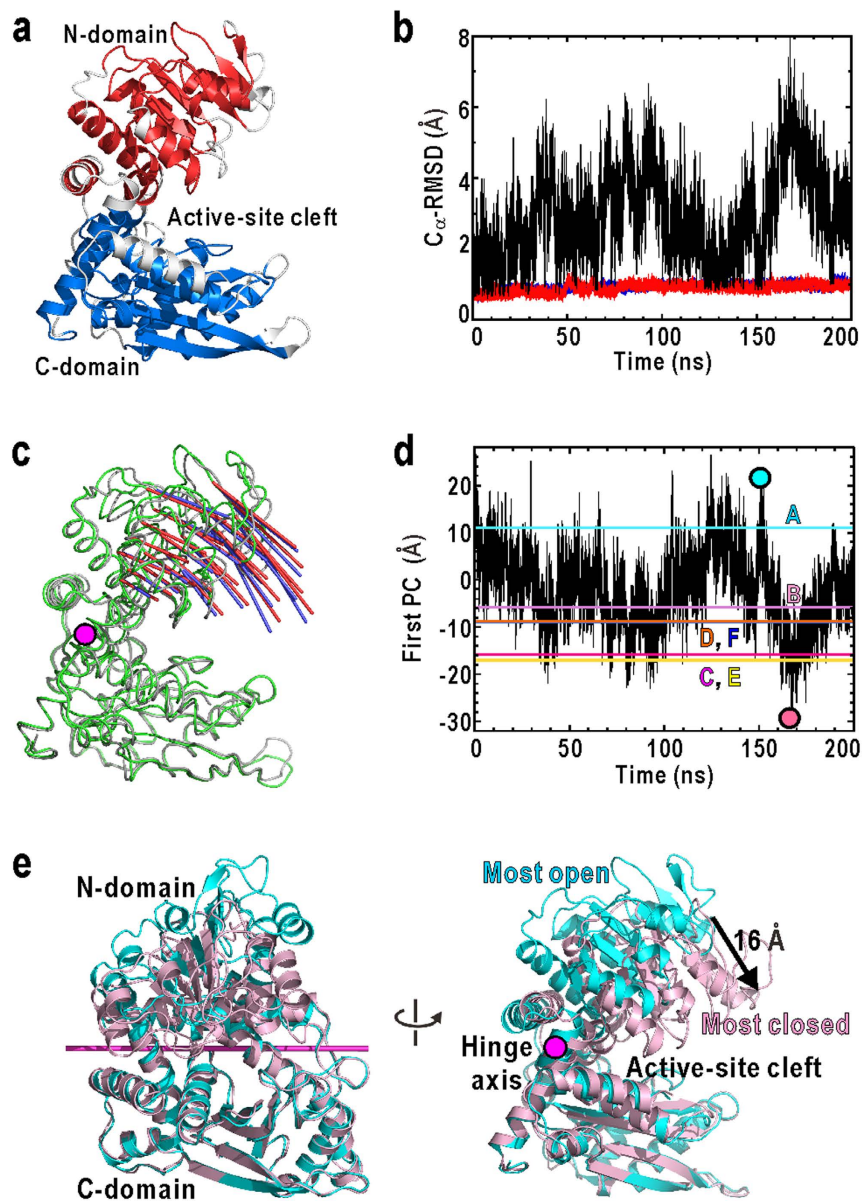 a
N-domain
Active-site cleft
C-domain
b
Cα-RMSD (Å)
8
6
4
2
0
0 50 100 150 200
Time (ns)
c
d
First PC (Å)
20
10
0
-10
-20
-30
A
B
D, F
C, E
0 50 100 150 200
Time (ns)
e
N-domain
C-domain
Most open
16 Å
Most closed
Hinge
axis
Active-site cleft